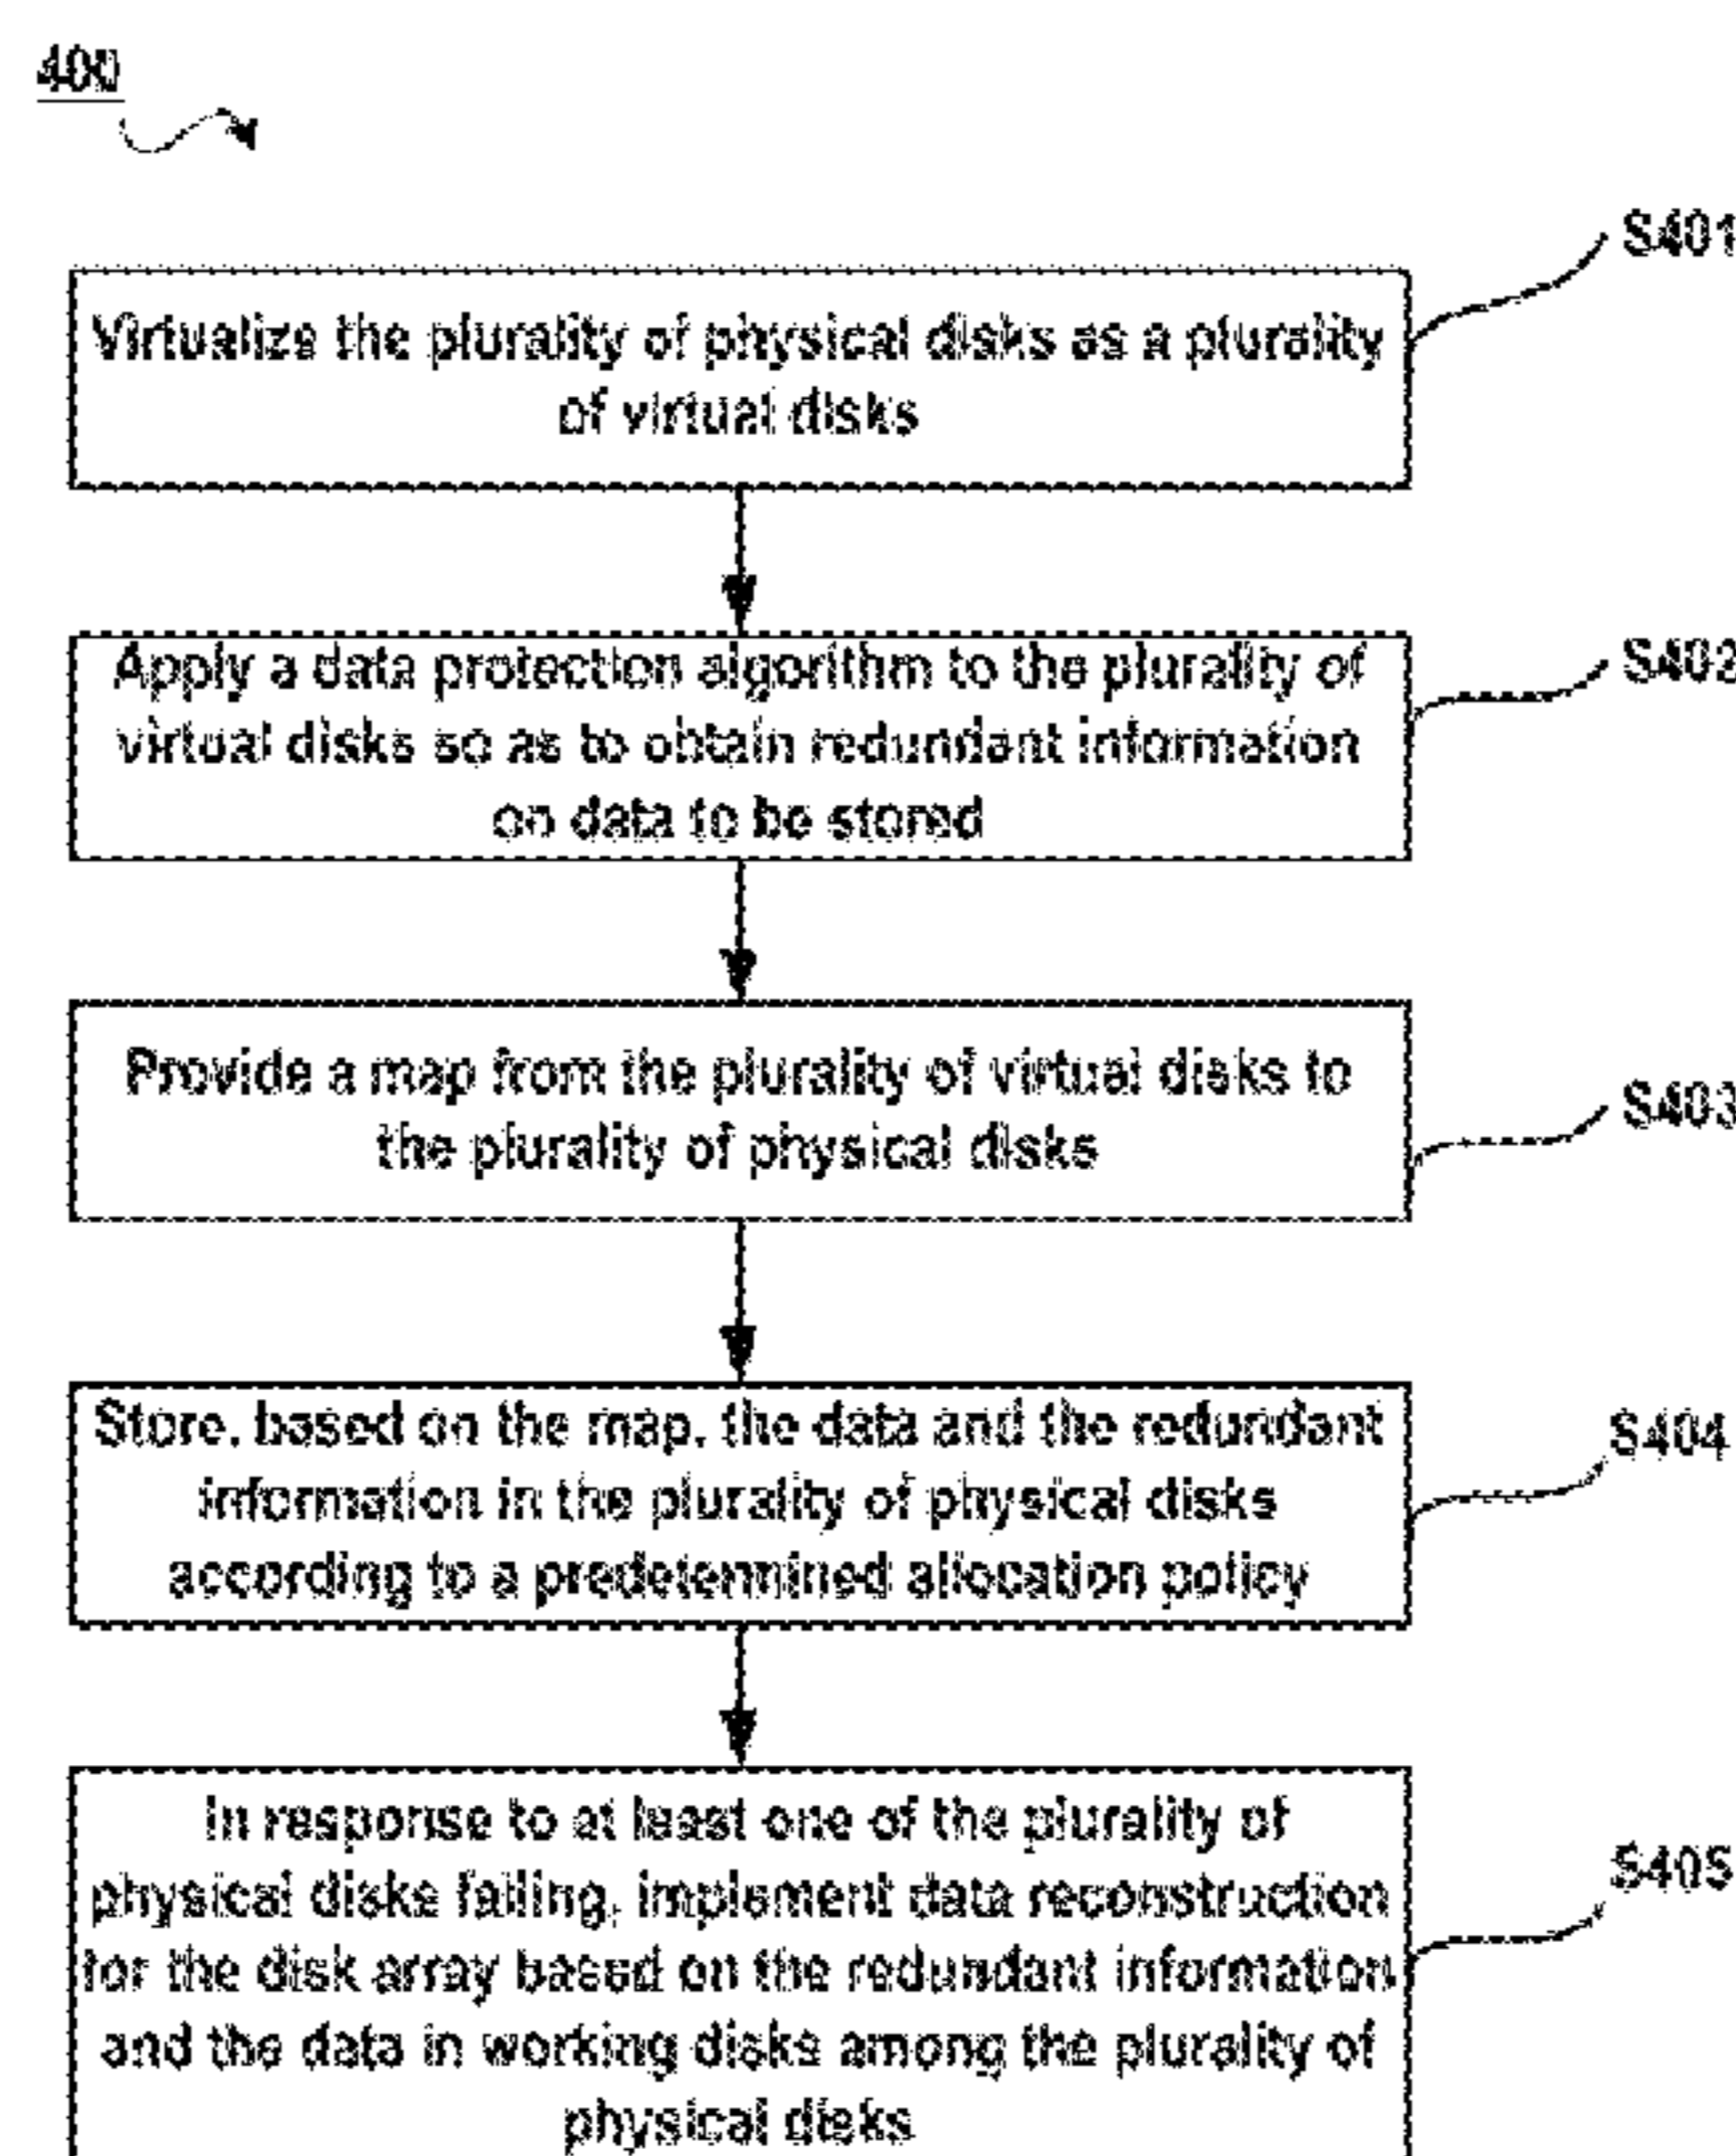 400
S401
Virtualize the plurality of physical disks as a plurality
of virtual disks
S402
Apply a data protection algorithm to the plurality of
virtual disks so as to obtain redundant information
on data to be stored
S403
Provide a map from the plurality of virtual disks to
the plurality of physical disks
S404
Store, based on the map, the data and the redundant
information in the plurality of physical disks
according to a predetermined allocation policy
S405
In response to at least one of the plurality of
physical disks failing, implement data reconstruction
for the disk array based on the redundant information
and the data in working disks among the plurality of
physical disks